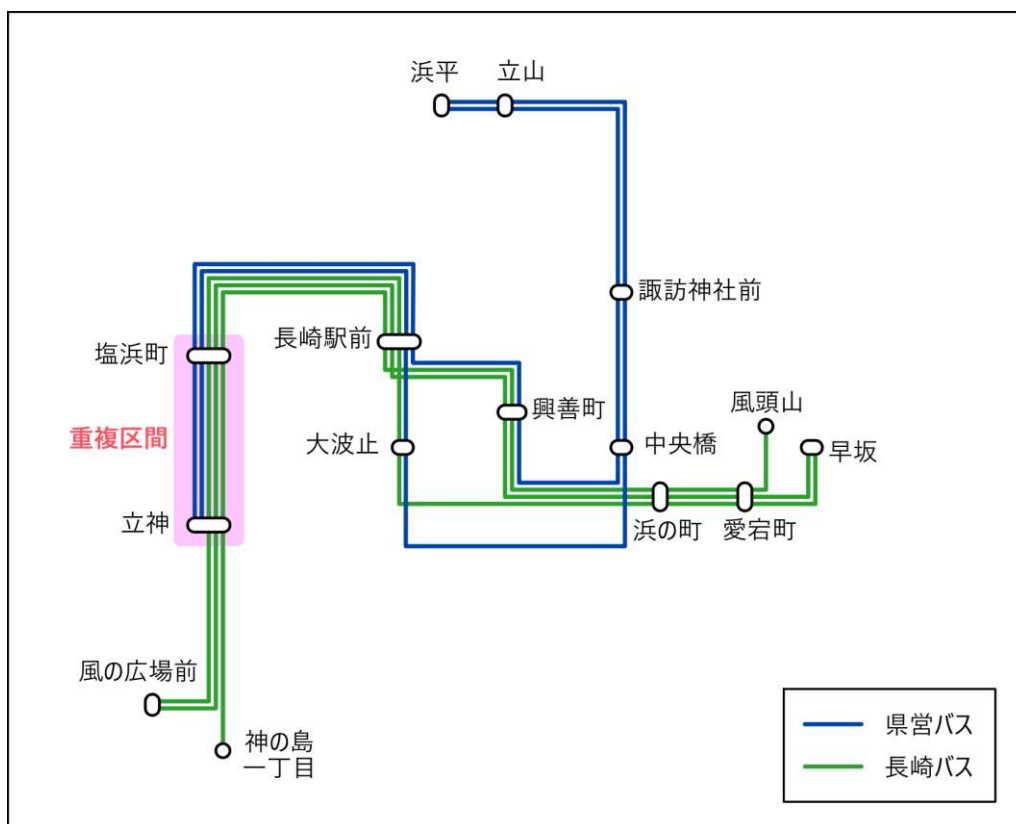 浜平
立山
諏訪神社前
長崎駅前
塩浜町
重複区間
立神
大波止
興善町
中央橋
風頭山
早坂
浜の町
愛宕町
風の広場前
神の島
一丁目
県営バス
長崎バス